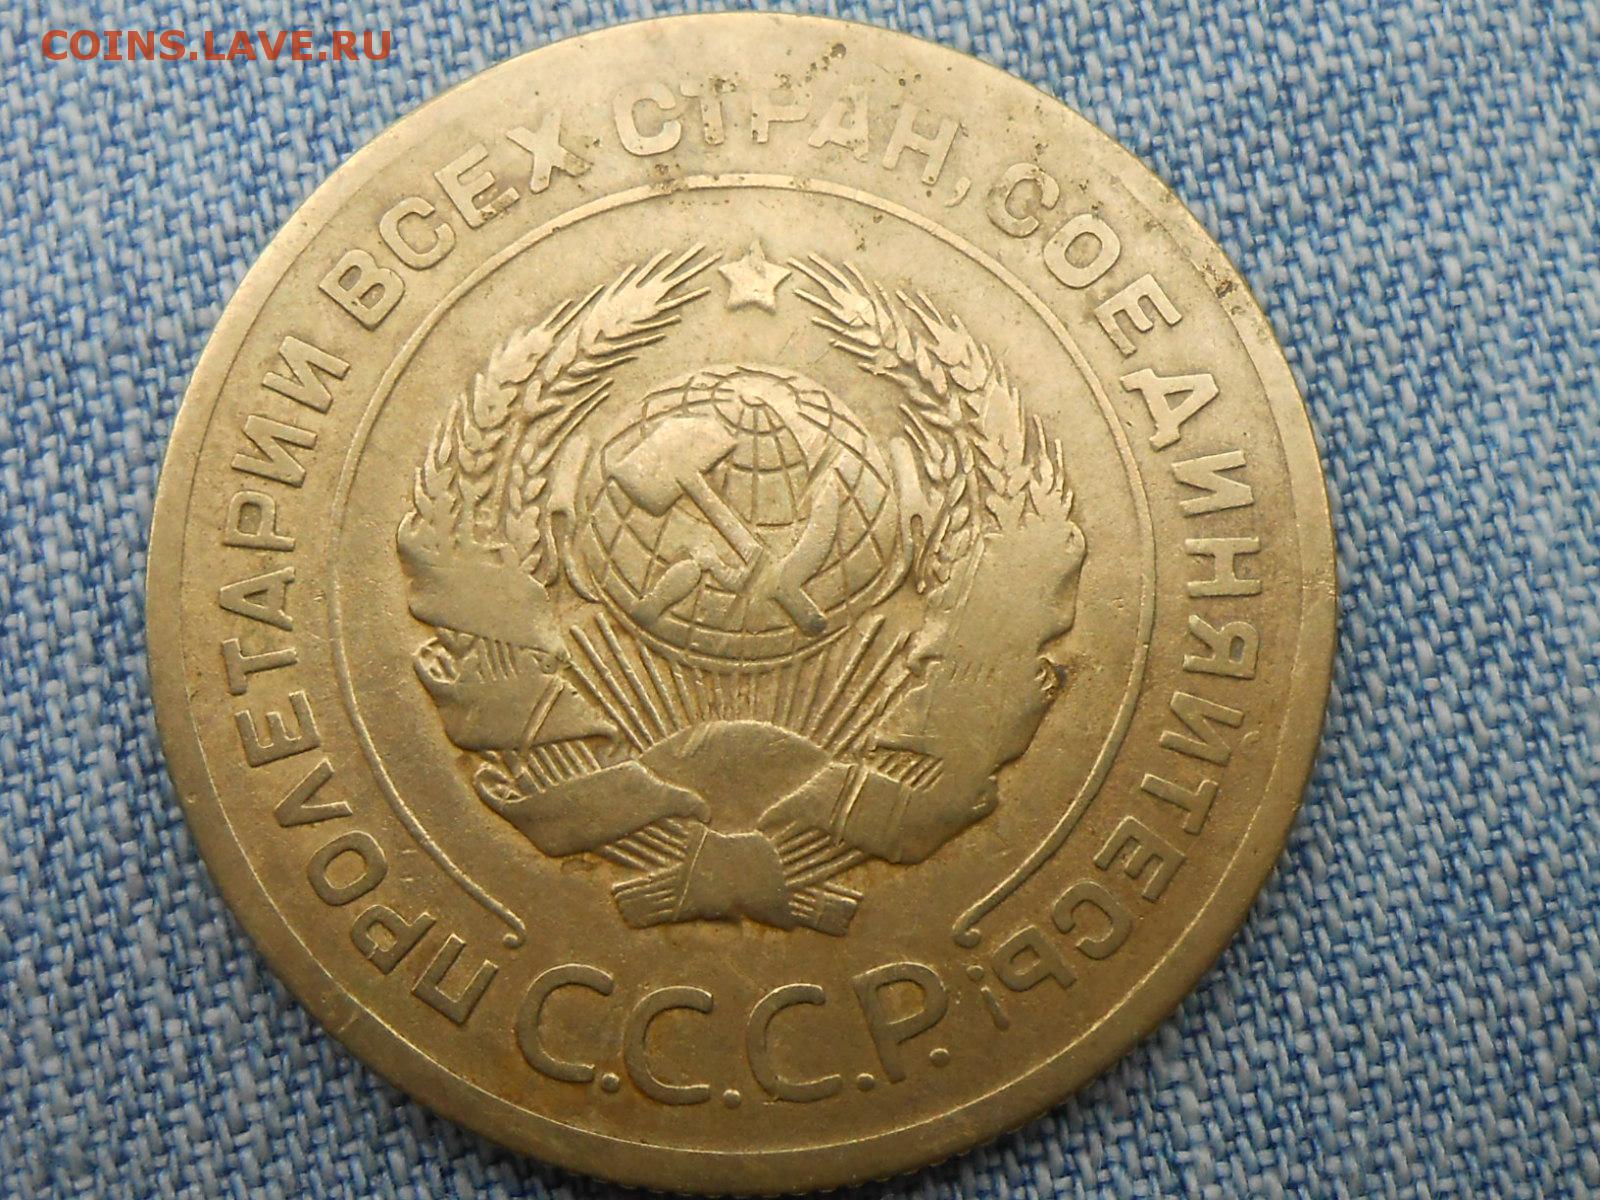 COINS.LAVE.RU
ПРОЛЕТАРИИ ВСЕХ СТРАН, СОЕДИНЯЙТЕСЬ!
С.С.С.Р.